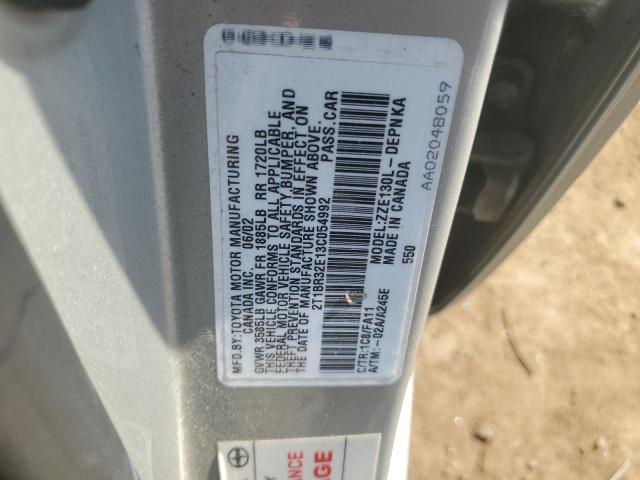 MFD.BY:TOYOTA MOTOR MANUFACTURING
CANADA INC. 06/02
GVWR 3585LB GAWR FR 1885LB RR 1720LB
THIS VEHICLE CONFORMS TO ALL APPLICABLE
FEDERAL MOTOR VEHICLE SAFETY, BUMPER, AND
THEFT PREVENTION STANDARDS IN EFFECT ON
THE DATE OF MANUFACTURE SHOWN ABOVE.
2T1BR32E13C054992 PASS.CAR
C/TR:1C8/FA11 MODEL:ZZE130L-DEPNKA
A/TM:-02A/A245E MADE IN CANADA
550
AA02048059